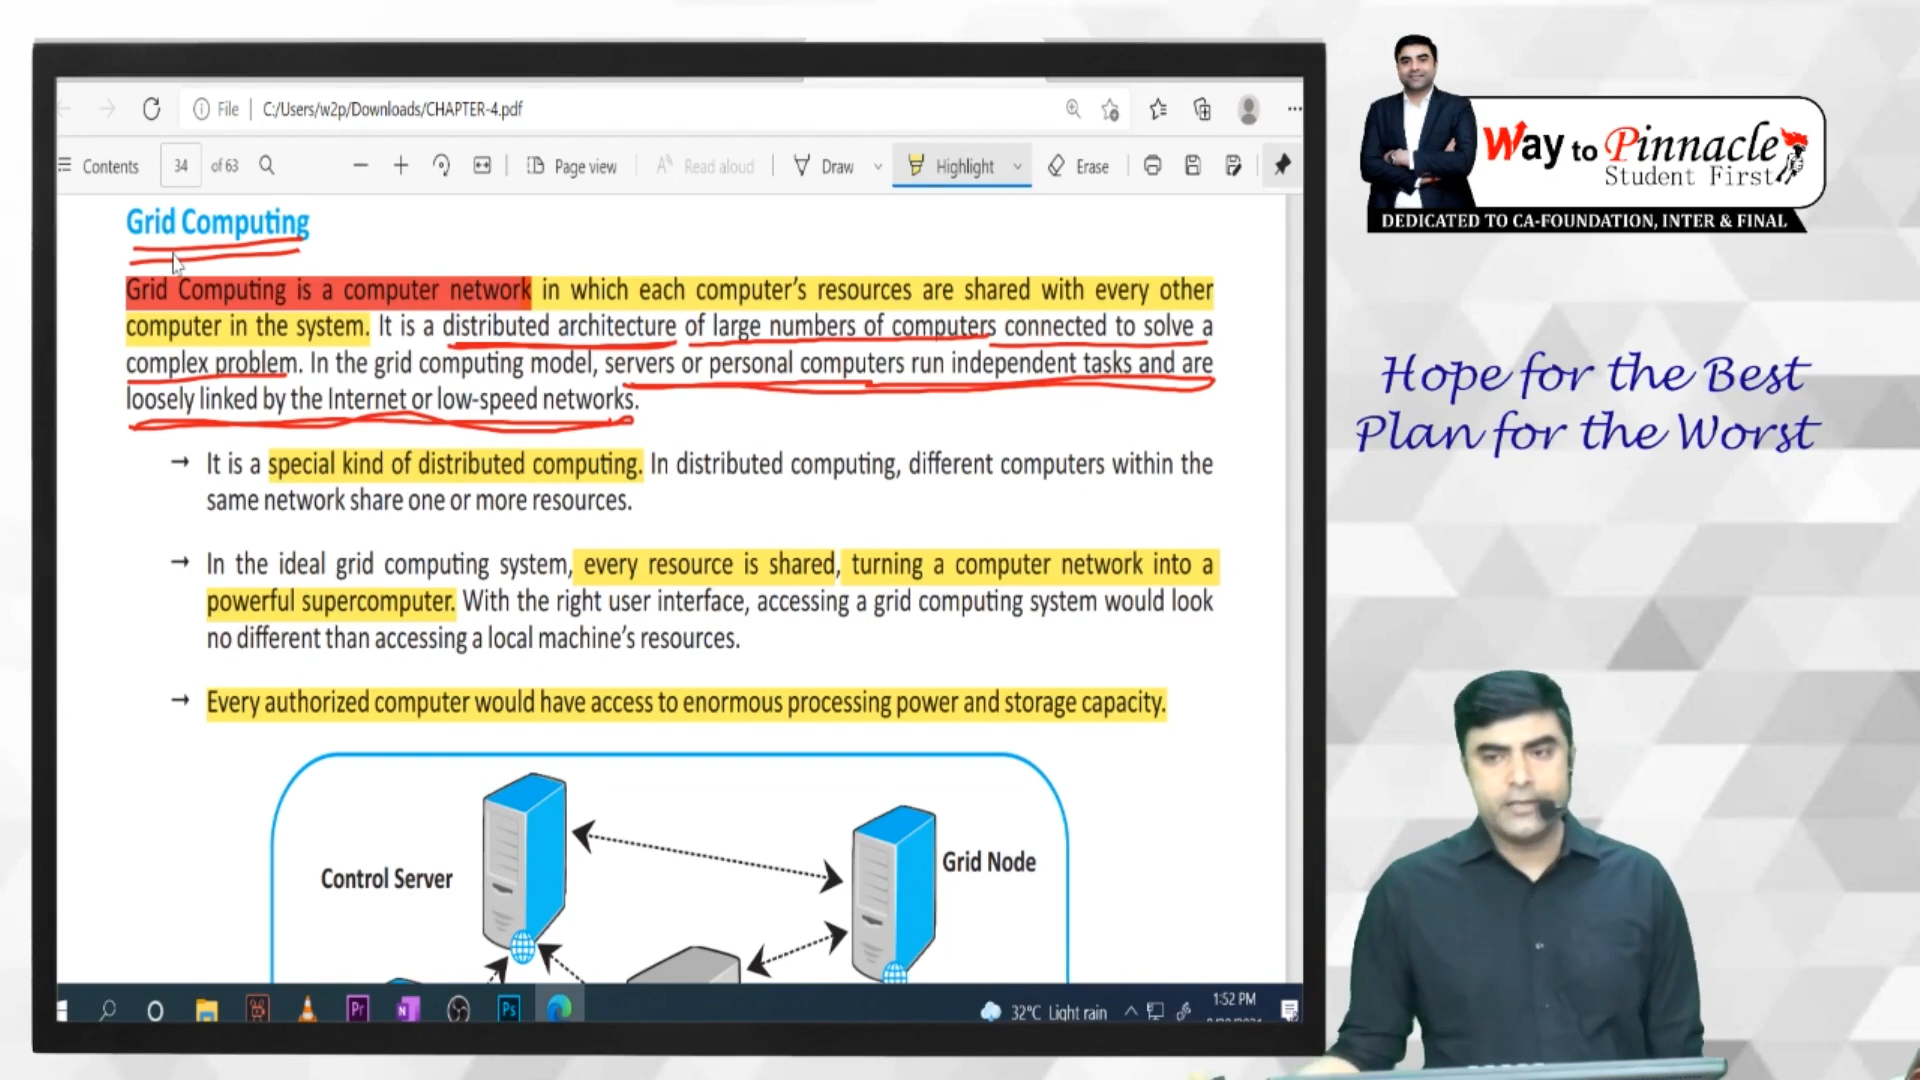 File
C:/Users/w2p/Downloads/CHAPTER-4.pdf
Contents
34 of 63
Page view
Read aloud
Draw
Highlight
Erase
Grid Computing
Grid Computing is a computer network in which each computer's resources are shared with every other
computer in the system. It is a distributed architecture of large numbers of computers connected to solve a
complex problem. In the grid computing model, servers or personal computers run independent tasks and are
loosely linked by the Internet or low-speed networks.
→ It is a special kind of distributed computing. In distributed computing, different computers within the
same network share one or more resources.
→ In the ideal grid computing system, every resource is shared, turning a computer network into a
powerful supercomputer. With the right user interface, accessing a grid computing system would look
no different than accessing a local machine's resources.
→ Every authorized computer would have access to enormous processing power and storage capacity.
Control Server
Grid Node
Pr
N
Ps
32°C Light rain
1:52 PM
Way to Pinnacle
Student First
DEDICATED TO CA-FOUNDATION, INTER & FINAL
Hope for the Best
Plan for the Worst